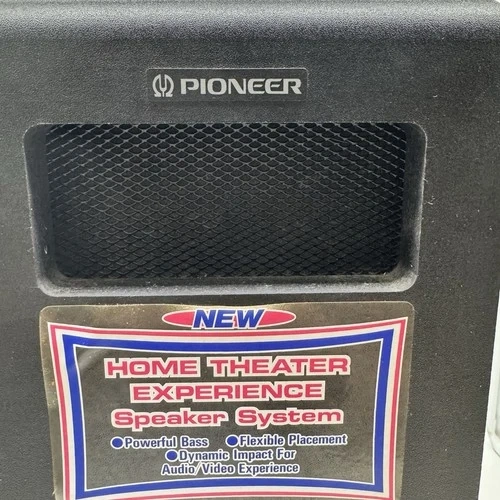 PIONEER
NEW
HOME THEATER
EXPERIENCE
Speaker System
●Powerful Bass ●Flexible Placement
●Dynamic Impact For
Audio/Video Experience